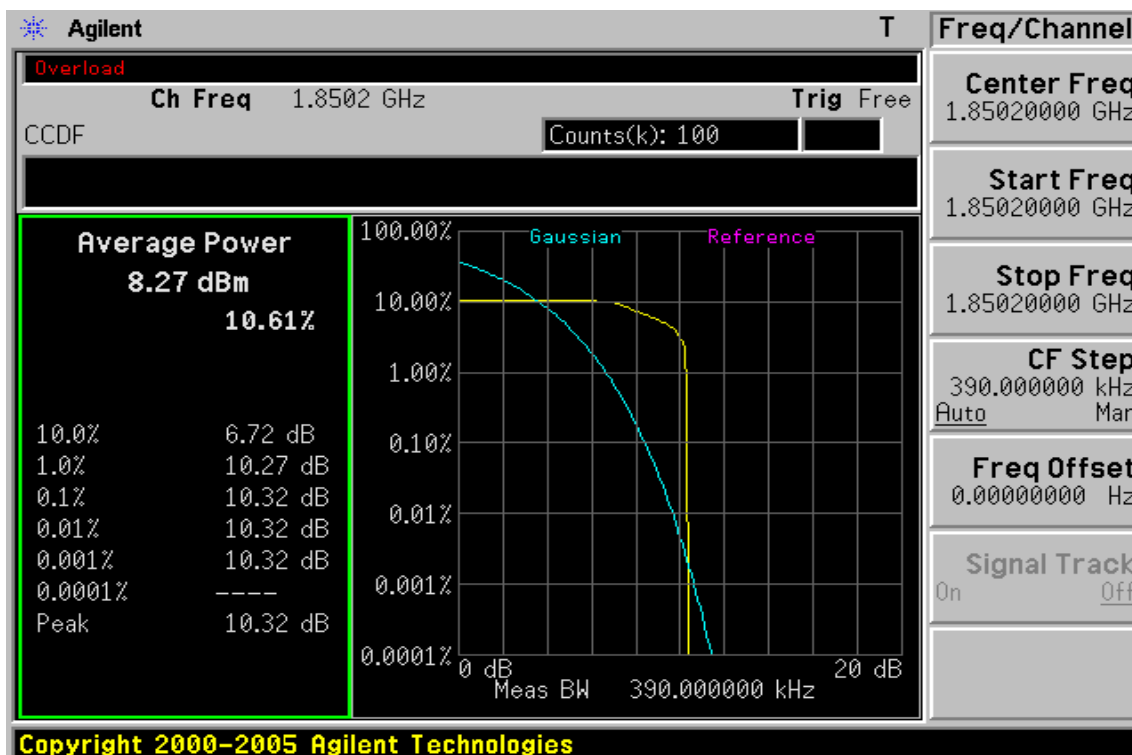 Agilent T Freq/Channel
Overload
Ch Freq 1.8502 GHz Trig Free
CCDF Counts(k): 100
Average Power
8.27 dBm
10.61%
10.0% 6.72 dB
1.0% 10.27 dB
0.1% 10.32 dB
0.01% 10.32 dB
0.001% 10.32 dB
0.0001% ----
Peak 10.32 dB
Gaussian Reference
100.00%
10.00%
1.00%
0.10%
0.01%
0.001%
0.0001%
0 dB 20 dB
Meas BW 390.000000 kHz
Center Freq
1.85020000 GHz
Start Freq
1.85020000 GHz
Stop Freq
1.85020000 GHz
CF Step
390.000000 kHz
Auto Man
Freq Offset
0.00000000 Hz
Signal Track
On Off
Copyright 2000-2005 Agilent Technologies